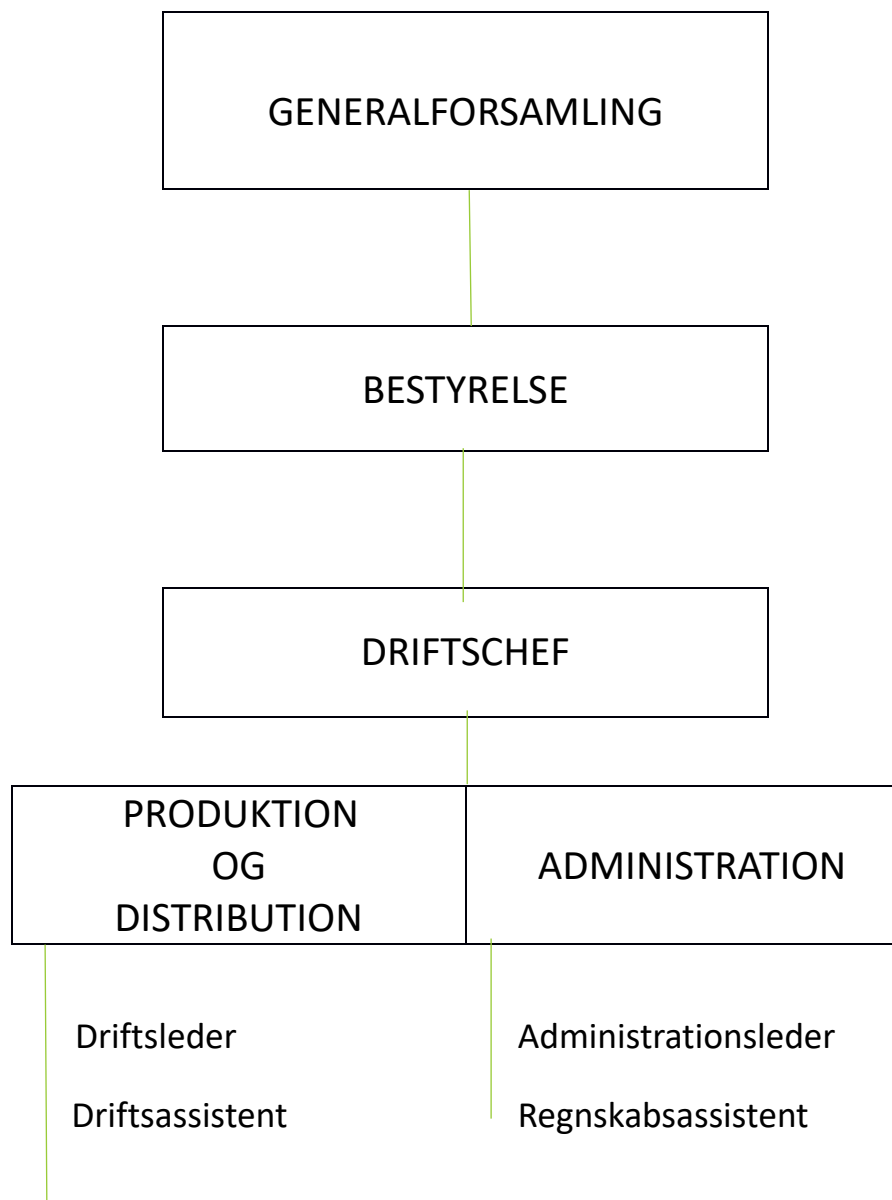 GENERALFORSAMLING
BESTYRELSE
DRIFTSCHEF
PRODUKTION
OG
DISTRIBUTION
ADMINISTRATION
Driftsleder
Driftsassistent
Administrationsleder
Regnskabsassistent